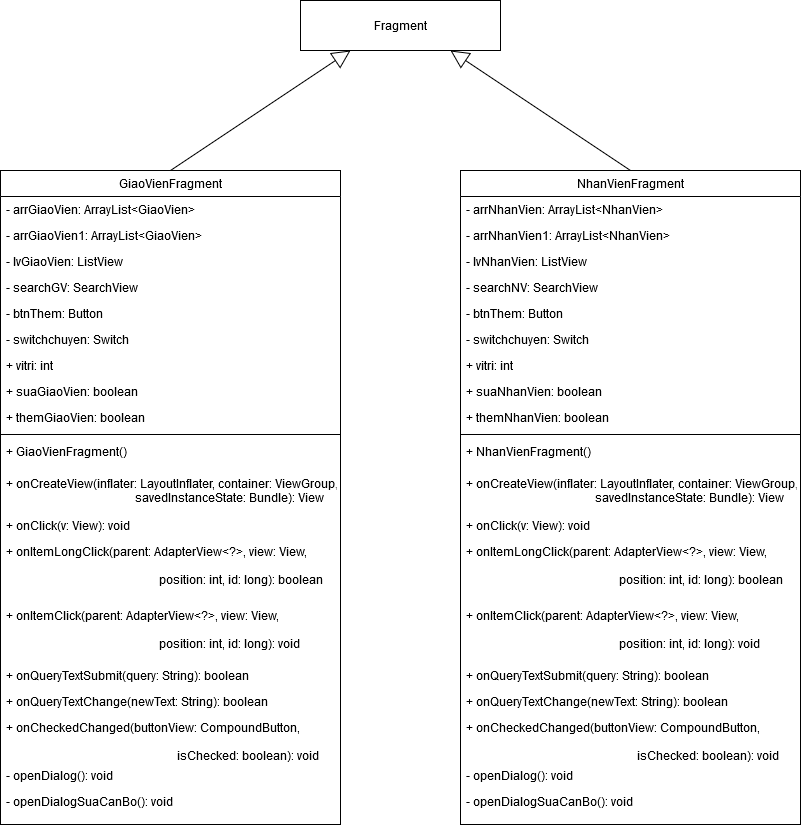 Fragment
GiaoVienFragment
- arrGiaoVien: ArrayList<GiaoVien>
- arrGiaoVien1: ArrayList<GiaoVien>
- lvGiaoVien: ListView
- searchGV: SearchView
- btnThem: Button
- switchchuyen: Switch
+ vitri: int
+ suaGiaoVien: boolean
+ themGiaoVien: boolean
+ GiaoVienFragment()
+ onCreateView(inflater: LayoutInflater, container: ViewGroup,
savedInstanceState: Bundle): View
+ onClick(v: View): void
+ onItemLongClick(parent: AdapterView<?>, view: View,
position: int, id: long): boolean
+ onItemClick(parent: AdapterView<?>, view: View,
position: int, id: long): void
+ onQueryTextSubmit(query: String): boolean
+ onQueryTextChange(newText: String): boolean
+ onCheckedChanged(buttonView: CompoundButton,
isChecked: boolean): void
- openDialog(): void
- openDialogSuaCanBo(): void
NhanVienFragment
- arrNhanVien: ArrayList<NhanVien>
- arrNhanVien1: ArrayList<NhanVien>
- lvNhanVien: ListView
- searchNV: SearchView
- btnThem: Button
- switchchuyen: Switch
+ vitri: int
+ suaNhanVien: boolean
+ themNhanVien: boolean
+ NhanVienFragment()
+ onCreateView(inflater: LayoutInflater, container: ViewGroup,
savedInstanceState: Bundle): View
+ onClick(v: View): void
+ onItemLongClick(parent: AdapterView<?>, view: View,
position: int, id: long): boolean
+ onItemClick(parent: AdapterView<?>, view: View,
position: int, id: long): void
+ onQueryTextSubmit(query: String): boolean
+ onQueryTextChange(newText: String): boolean
+ onCheckedChanged(buttonView: CompoundButton,
isChecked: boolean): void
- openDialog(): void
- openDialogSuaCanBo(): void